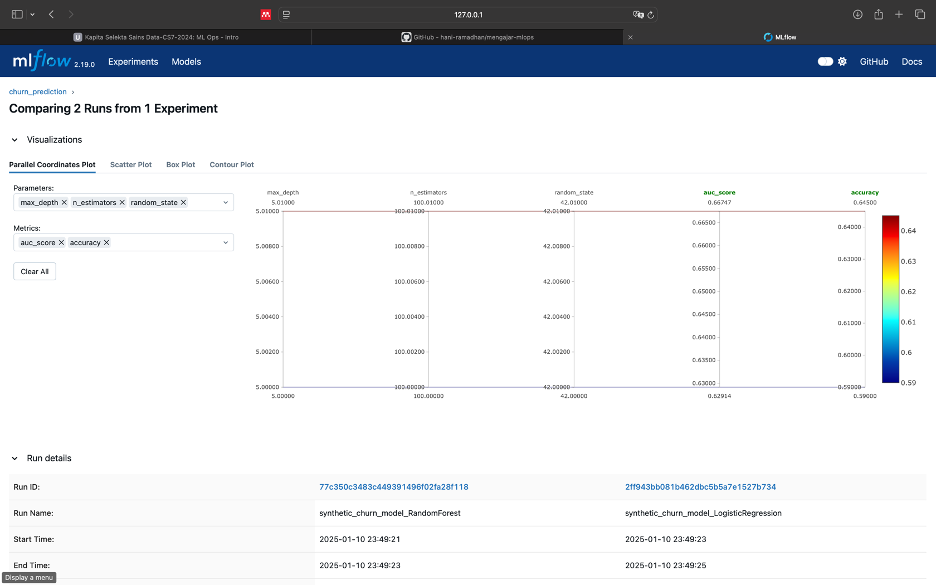 127.0.0.1
Kapita Selekta Sains Data-CS7-2024: ML Ops - Intro
GitHub - hani-ramadhan/mengajar-mlops
MLflow
mlflow 2.19.0 Experiments Models GitHub Docs
churn_prediction ›
Comparing 2 Runs from 1 Experiment
Visualizations
Parallel Coordinates Plot Scatter Plot Box Plot Contour Plot
Parameters:
max_depth n_estimators random_state
Metrics:
auc_score accuracy
Clear All
max_depth n_estimators random_state auc_score accuracy
5.01000 100.01000 42.01000 0.66747 0.64500
5.01000 100.01000 42.01000
0.66500
0.64000
5.00800 100.00800 42.00800
0.66000
0.65500
0.63000
5.00600 100.00600 42.00600
0.65000
0.62000
5.00400 100.00400 42.00400
0.64500
0.61000
0.64000
5.00200 100.00200 42.00200
0.63500
0.60000
5.00000 100.00000 42.00000
0.63000
0.59000
5.00000 100.00000 42.00000 0.62914 0.59000
0.64
0.63
0.62
0.61
0.6
0.59
Run details
Run ID: 77c350c3483c449391496f02fa28f118 2ff943bb081b462dbc5b5a7e1527b734
Run Name: synthetic_churn_model_RandomForest synthetic_churn_model_LogisticRegression
Start Time: 2025-01-10 23:49:21 2025-01-10 23:49:23
End Time: 2025-01-10 23:49:23 2025-01-10 23:49:25
Display a menu